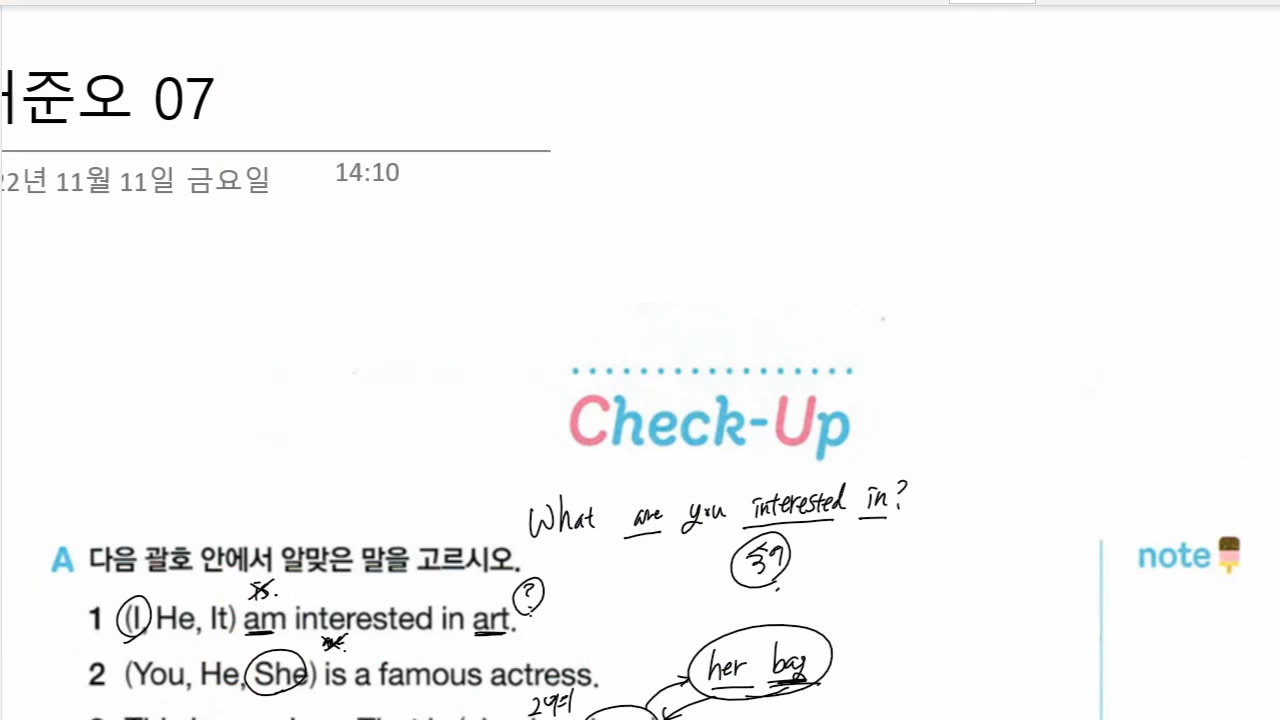 준오 07
22년 11월 11일 금요일 14:10
Check-Up
What are you interested in?
note
A 다음 괄호 안에서 알맞은 말을 고르시오.
is.
?
1 (I, He, It) am interested in art.
her bag
2 (You, He, She) is a famous actress.